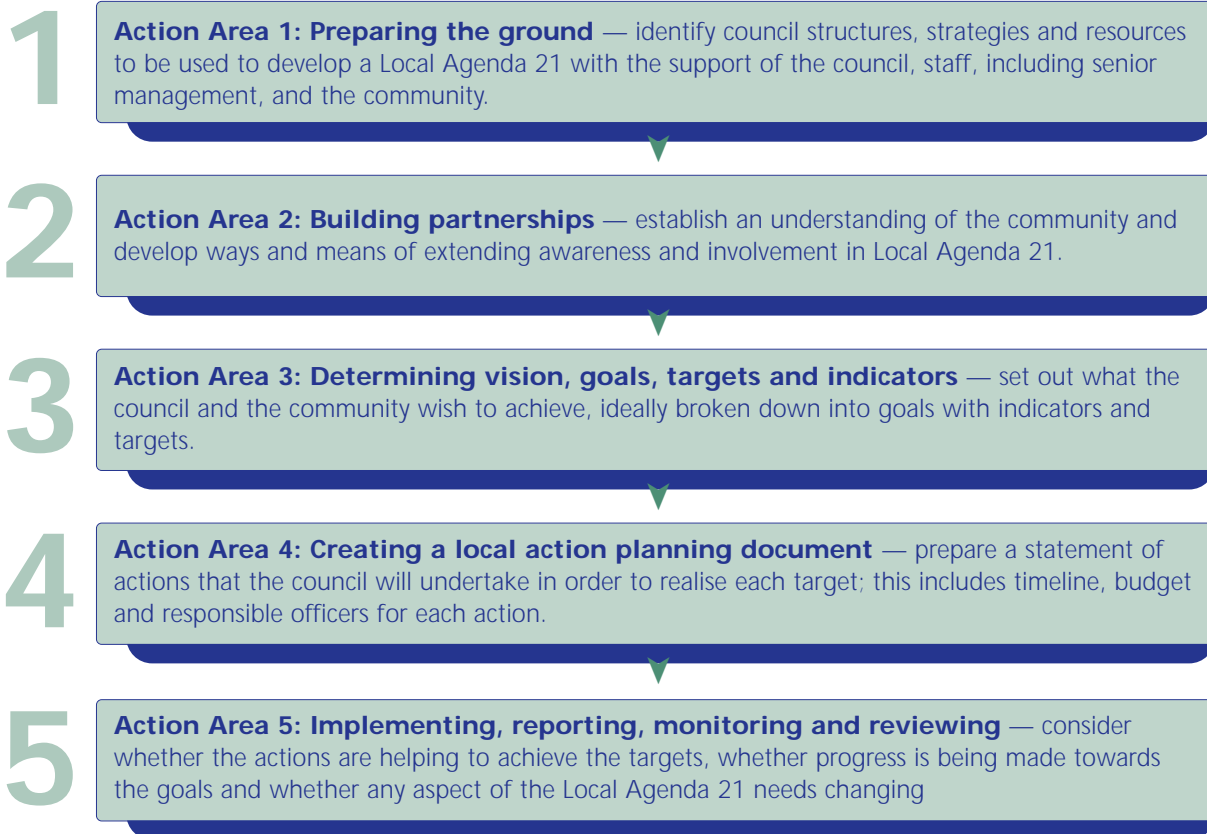 1
Action Area 1: Preparing the ground — identify council structures, strategies and resources
to be used to develop a Local Agenda 21 with the support of the council, staff, including senior
management, and the community.
2
Action Area 2: Building partnerships — establish an understanding of the community and
develop ways and means of extending awareness and involvement in Local Agenda 21.
3
Action Area 3: Determining vision, goals, targets and indicators — set out what the
council and the community wish to achieve, ideally broken down into goals with indicators and
targets.
4
Action Area 4: Creating a local action planning document — prepare a statement of
actions that the council will undertake in order to realise each target; this includes timeline, budget
and responsible officers for each action.
5
Action Area 5: Implementing, reporting, monitoring and reviewing — consider
whether the actions are helping to achieve the targets, whether progress is being made towards
the goals and whether any aspect of the Local Agenda 21 needs changing